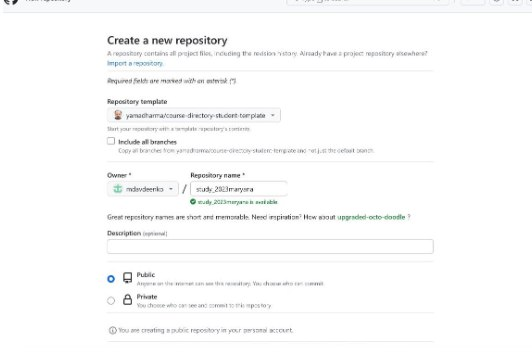 Create a new repository
A repository contains all project files, including the revision history. Already have a project repository elsewhere?
Import a repository.
Required fields are marked with an asterisk (*)
Repository template
yamadharma/course-directory-student-template
Start your repository with a template repository's contents.
Include all branches
Copy all branches from yamadharma/course-directory-student-template and not just the default branch.
Owner * Repository name *
mdavdeenko / study_2023maryana
study_2023maryana is available.
Great repository names are short and memorable. Need inspiration? How about upgraded-octo-doodle ?
Description (optional)
Public
Anyone on the internet can see this repository. You choose who can commit.
Private
You choose who can see and commit to this repository.
You are creating a public repository in your personal account.